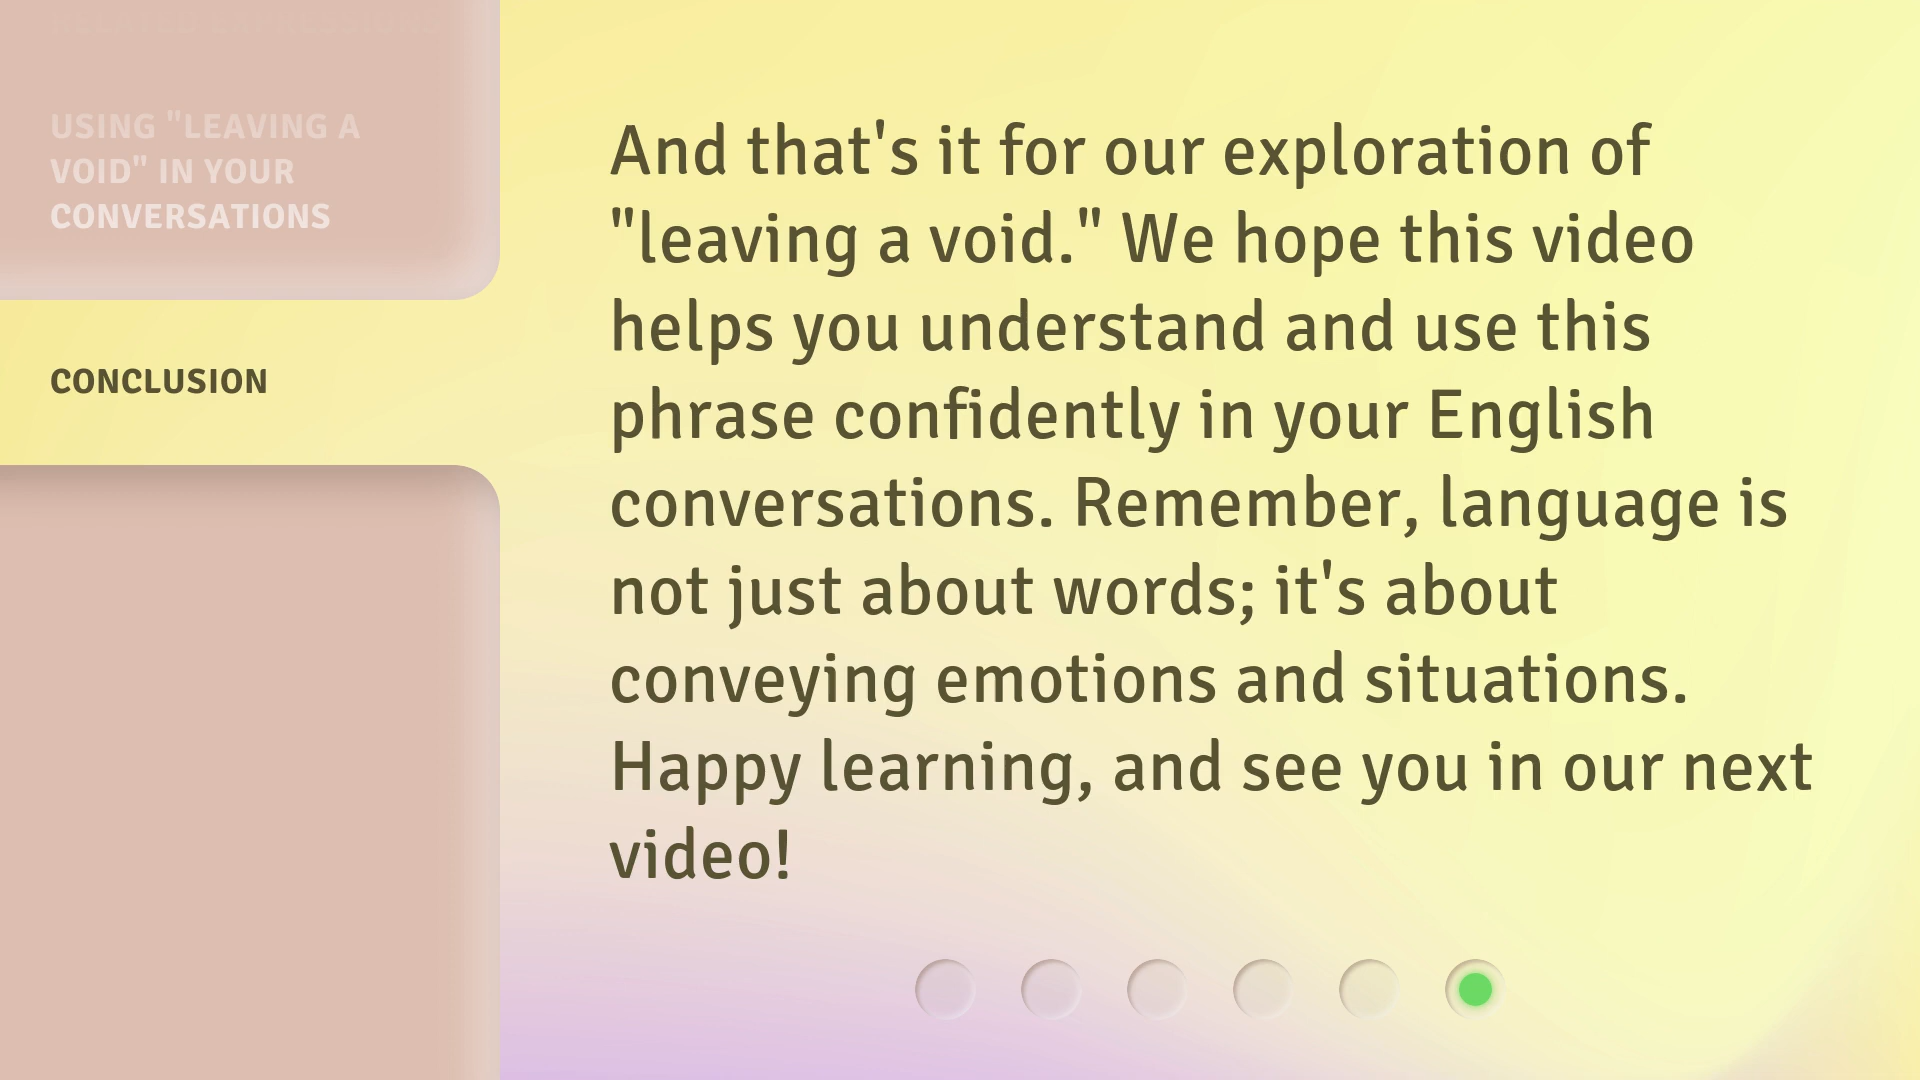 RELATED EXPRESSIONS
USING "LEAVING A
VOID" IN YOUR
CONVERSATIONS
CONCLUSION
And that's it for our exploration of
"leaving a void." We hope this video
helps you understand and use this
phrase confidently in your English
conversations. Remember, language is
not just about words; it's about
conveying emotions and situations.
Happy learning, and see you in our next
video!